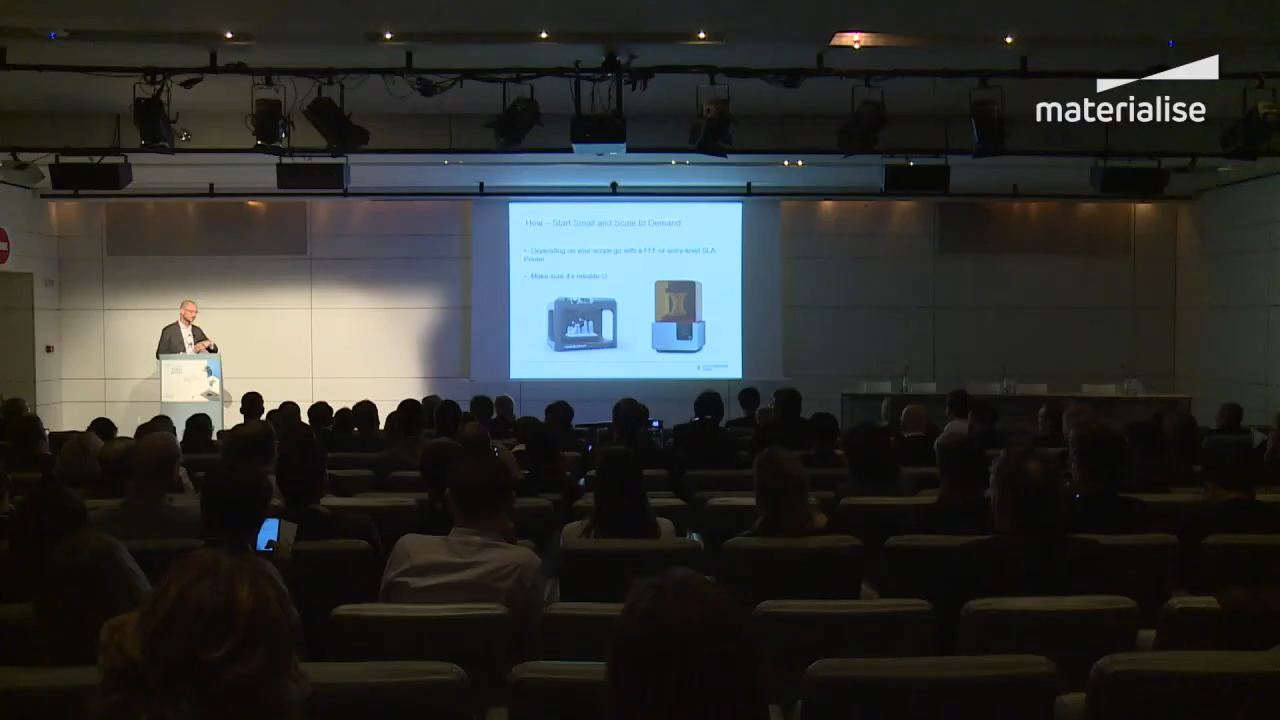 materialise
How – Start Small and Scale to Demand
• Depending on your scope go with a FFF or entry-level SLA
Printer
• Make sure it's reliable !!!